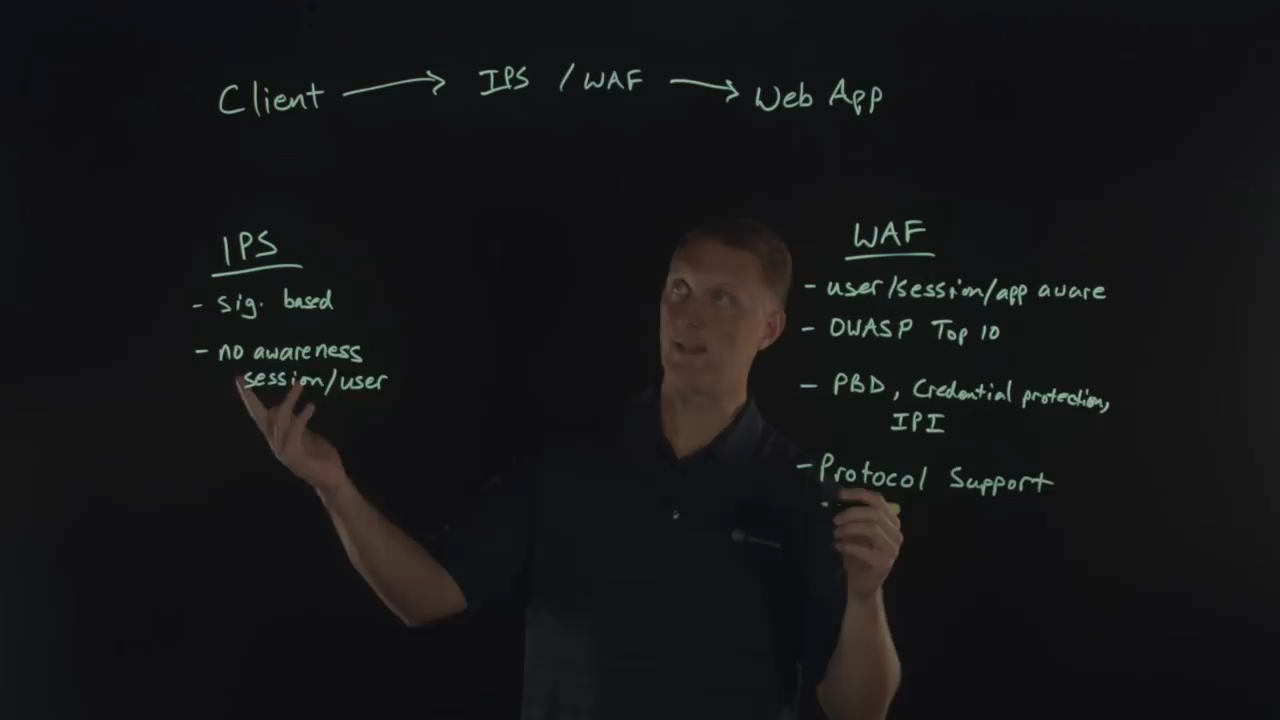 Client → IPS / WAF → Web App
IPS
- sig. based
- no awareness
session/user
WAF
- user/session/app aware
- OWASP Top 10
- PBD, Credential protection,
IPI
- Protocol Support